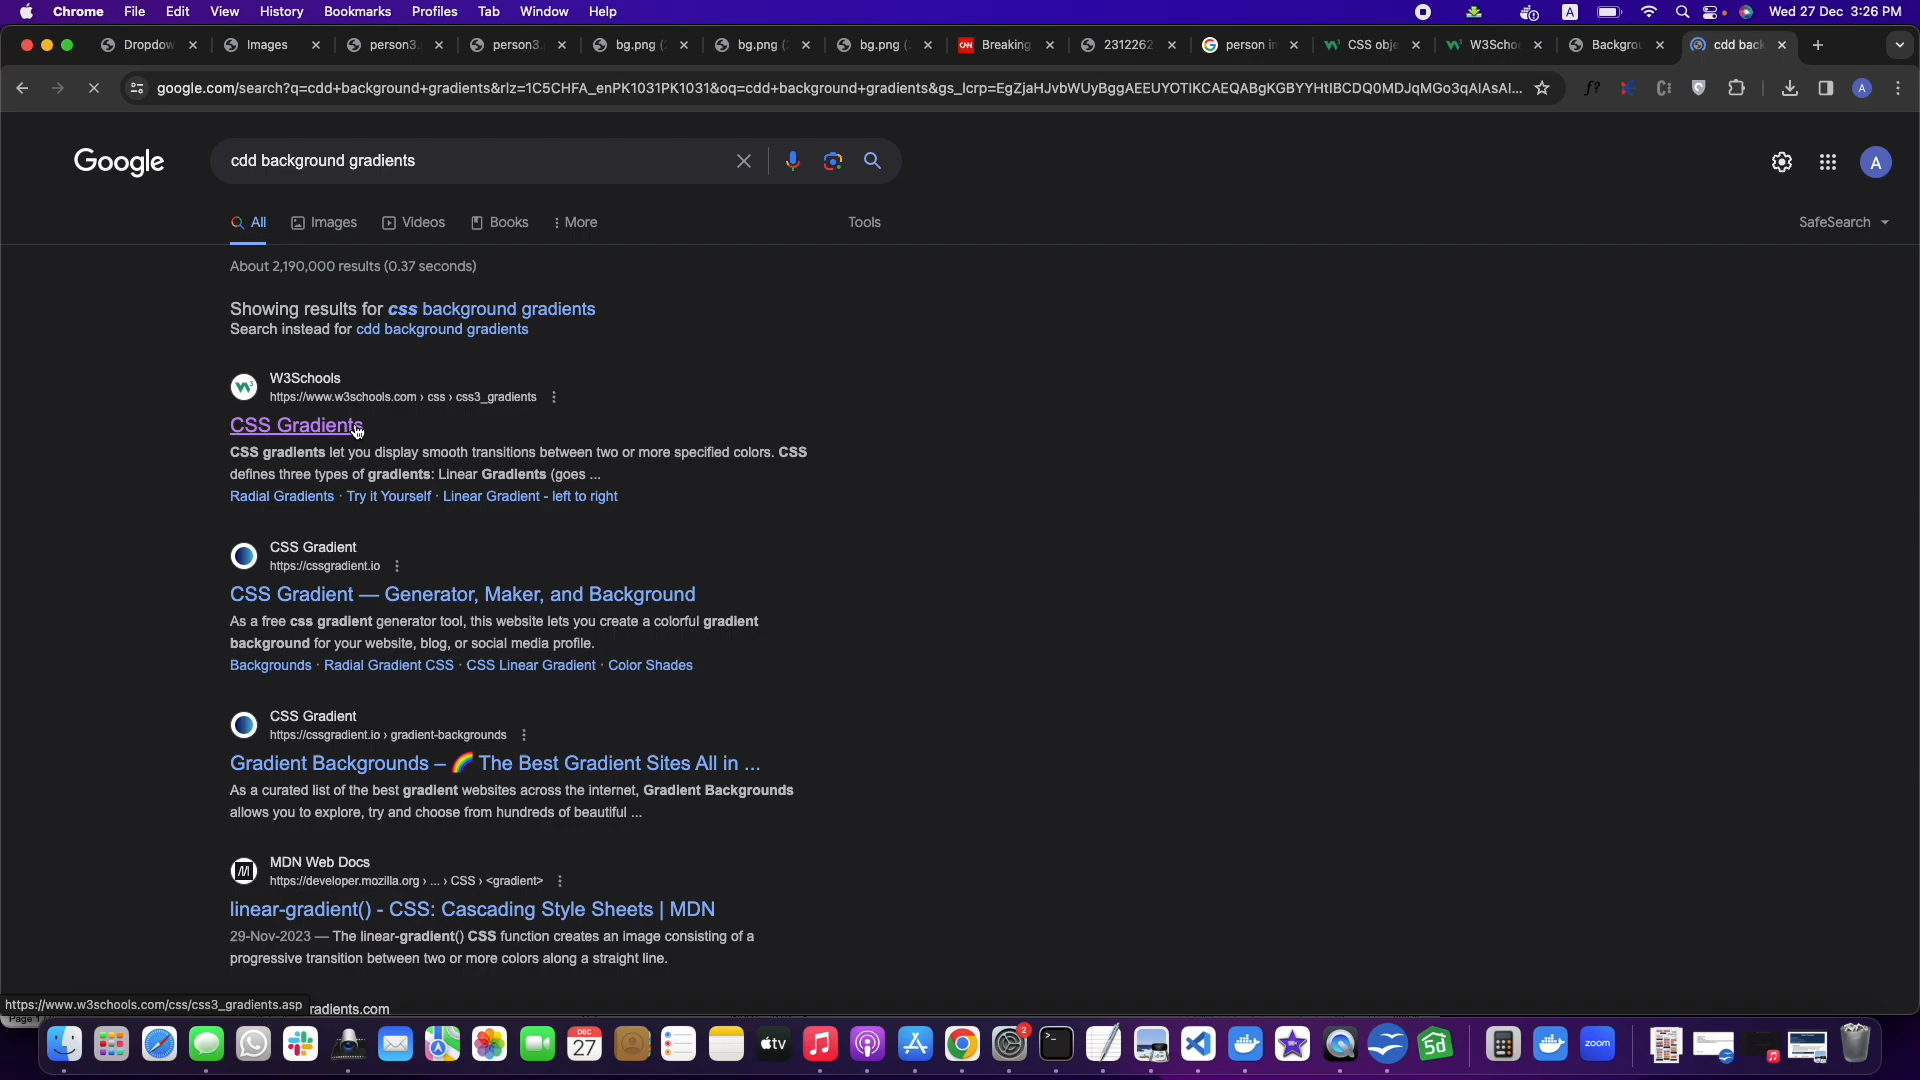 Chrome File Edit View History Bookmarks Profiles Tab Window Help
A
Wed 27 Dec 3:26 PM
Dropdow
Images
person3.
person3.
bg.png (
bg.png (
bg.png (
CNN Breaking
2312262
person in
CSS obje
W3Scho
Backgrou
cdd bac
google.com/search?q=cdd+background+gradients&rlz=1C5CHFA_enPK1031PK1031&oq=cdd+background+gradients&gs_lcrp=EgZjaHJvbWUyBggAEEUYOTIKCAEQABgKGBYYHtIBCDQ0MDJqMGo3qAIAsAI...
f?
A
Google
cdd background gradients
A
All Images Videos Books More
Tools
SafeSearch
About 2,190,000 results (0.37 seconds)
Showing results for css background gradients
Search instead for cdd background gradients
W3Schools
https://www.w3schools.com › css › css3_gradients
CSS Gradients
CSS gradients let you display smooth transitions between two or more specified colors. CSS
defines three types of gradients: Linear Gradients (goes ...
Radial Gradients · Try it Yourself · Linear Gradient - left to right
CSS Gradient
https://cssgradient.io
CSS Gradient — Generator, Maker, and Background
As a free css gradient generator tool, this website lets you create a colorful gradient
background for your website, blog, or social media profile.
Backgrounds · Radial Gradient CSS · CSS Linear Gradient · Color Shades
CSS Gradient
https://cssgradient.io › gradient-backgrounds
Gradient Backgrounds – 🌈 The Best Gradient Sites All in ...
As a curated list of the best gradient websites across the internet, Gradient Backgrounds
allows you to explore, try and choose from hundreds of beautiful ...
MDN Web Docs
https://developer.mozilla.org › ... › CSS › <gradient>
linear-gradient() - CSS: Cascading Style Sheets | MDN
29-Nov-2023 — The linear-gradient() CSS function creates an image consisting of a
progressive transition between two or more colors along a straight line.
https://www.w3schools.com/css/css3_gradients.asp
radients.com
DEC
27
tv
2
5d
zoom